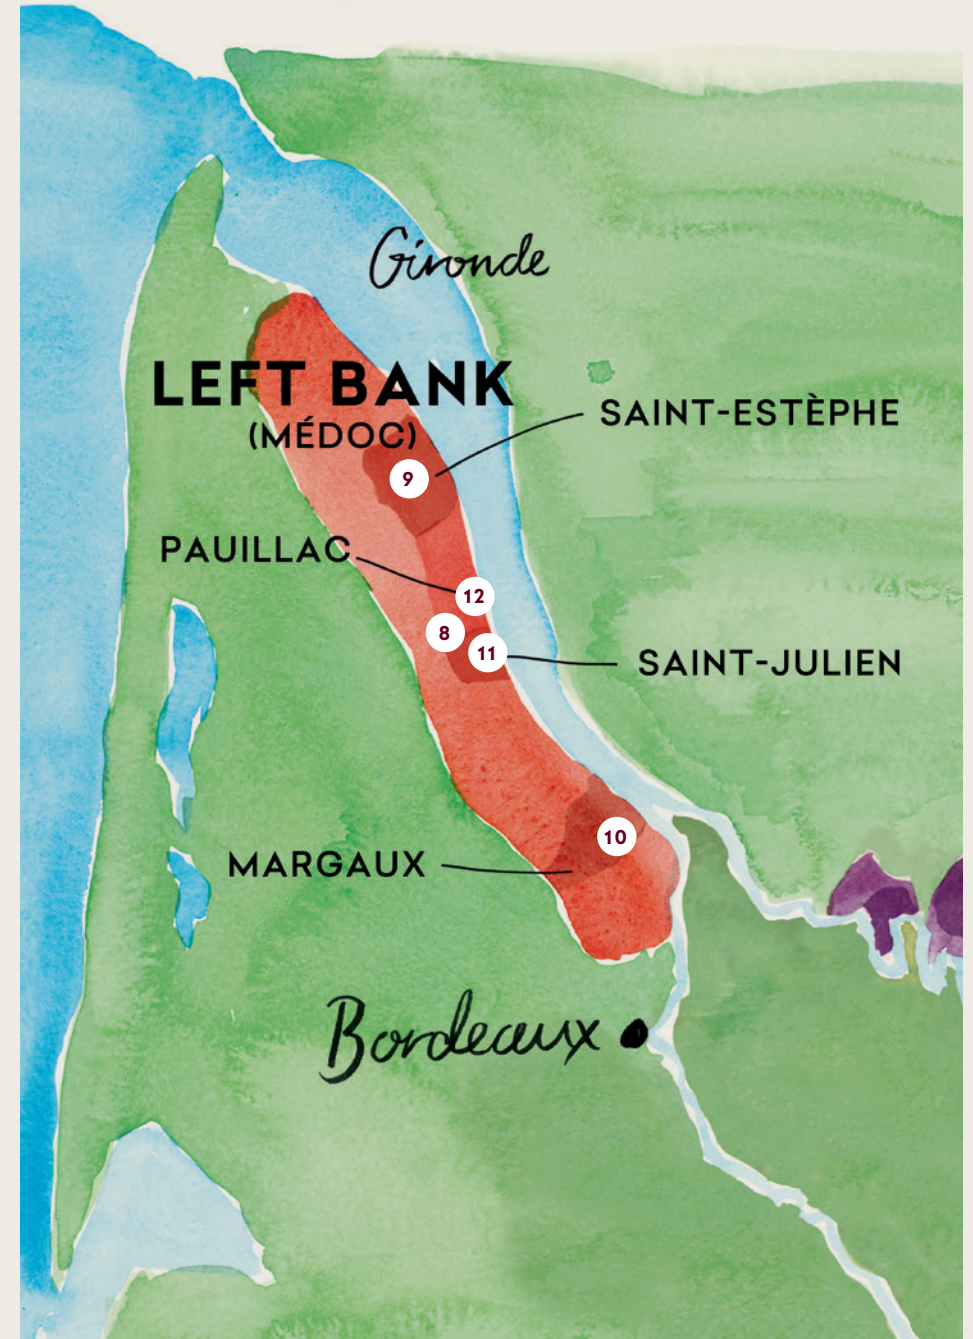 Gironde
LEFT BANK
(MÉDOC)
SAINT-ESTÈPHE
9
PAUILLAC
12
8
11
SAINT-JULIEN
10
MARGAUX
Bordeaux